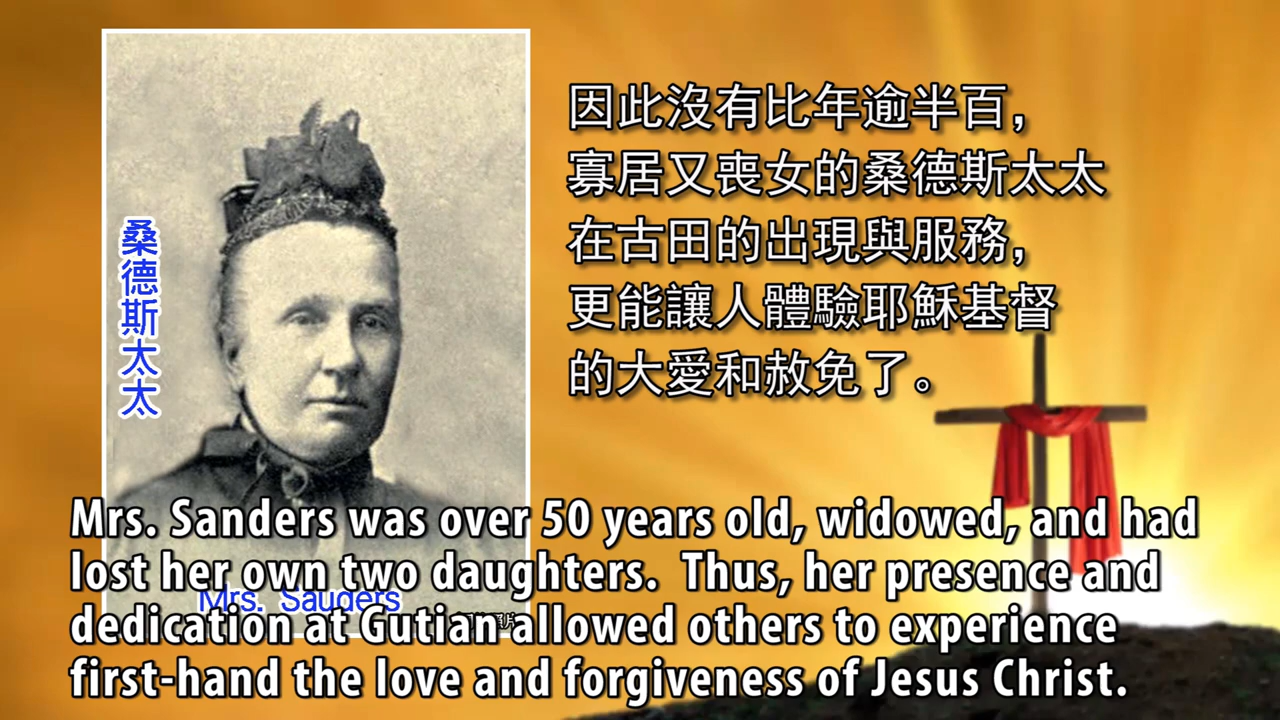 因此沒有比年逾半百，
寡居又喪女的桑德斯太太
在古田的出現與服務，
更能讓人體驗耶穌基督
的大愛和赦免了。
桑德斯太太
Mrs. Sauders
Mrs. Sanders was over 50 years old, widowed, and had
lost her own two daughters.  Thus, her presence and
dedication at Gutian allowed others to experience
first-hand the love and forgiveness of Jesus Christ.